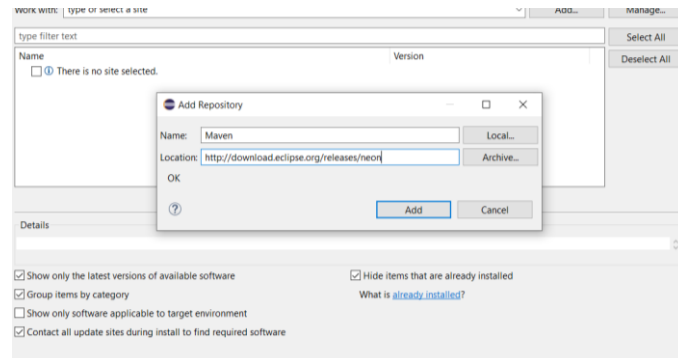 Work with: type or select a site Add... Manage...
type filter text Select All
Name Version Deselect All
There is no site selected.
Add Repository
Name: Maven Local...
Location: http://download.eclipse.org/releases/neon Archive...
OK
Add Cancel
Details
Show only the latest versions of available software Hide items that are already installed
Group items by category What is already installed?
Show only software applicable to target environment
Contact all update sites during install to find required software